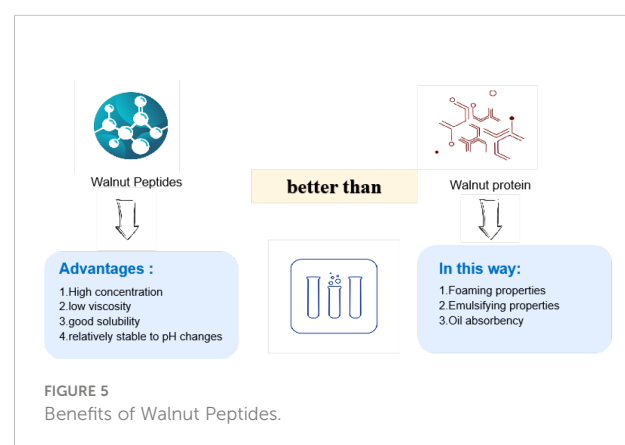 Walnut Peptides
better than
Walnut protein
Advantages :
1.High concentration
2.low viscosity
3.good solubility
4.relatively stable to pH changes
In this way:
1.Foaming properties
2.Emulsifying properties
3.Oil absorbency
FIGURE 5
Benefits of Walnut Peptides.